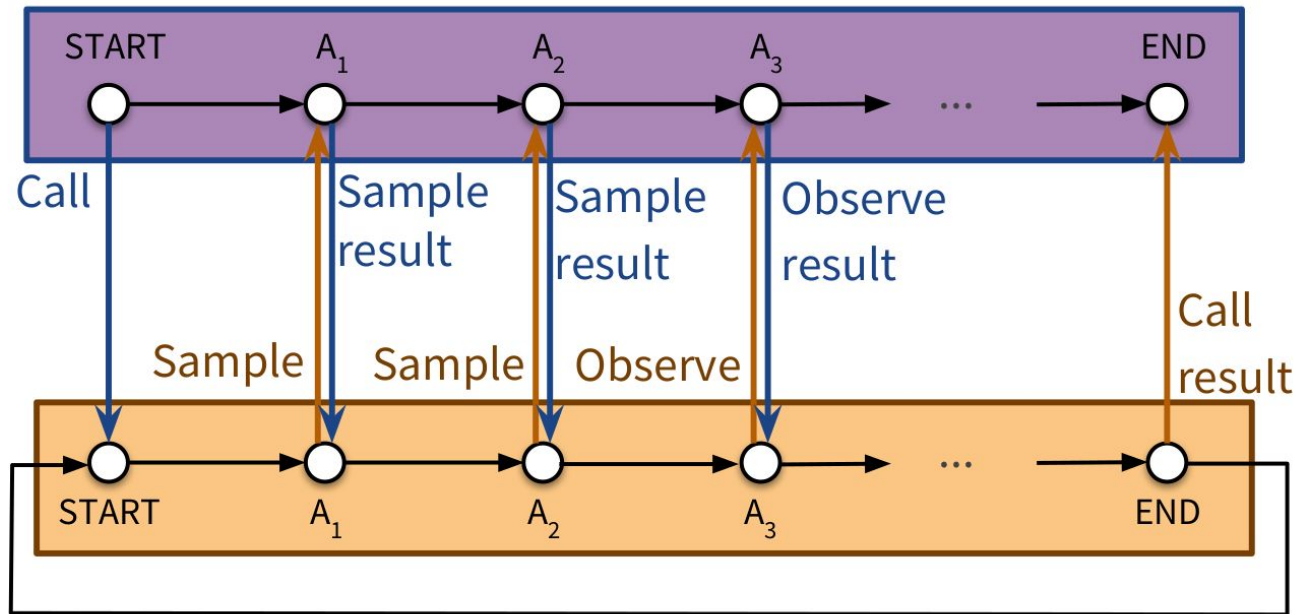 START A₁ A₂ A₃ END
...
Call
Sample
result
Sample
result
Observe
result
Call
result
Sample
Sample
Observe
...
START A₁ A₂ A₃ END